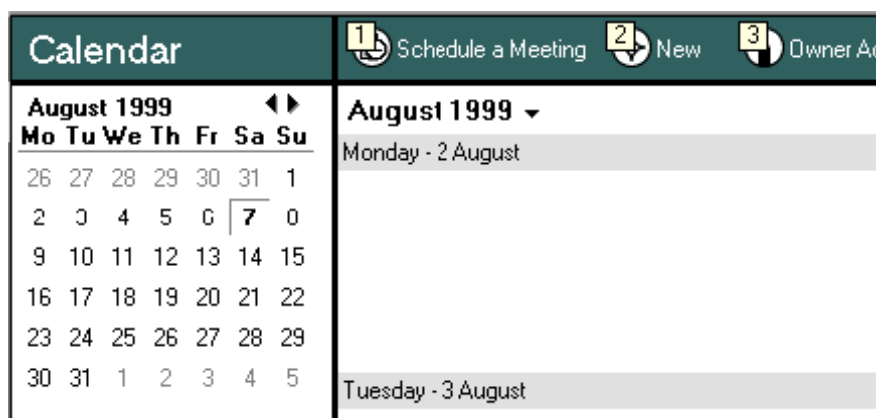 Calendar
1 Schedule a Meeting 2 New 3 Owner Ac
August 1999
Mo Tu We Th Fr Sa Su
26 27 28 29 30 31 1
2 3 4 5 6 7 8
9 10 11 12 13 14 15
16 17 18 19 20 21 22
23 24 25 26 27 28 29
30 31 1 2 3 4 5
August 1999
Monday - 2 August
Tuesday - 3 August